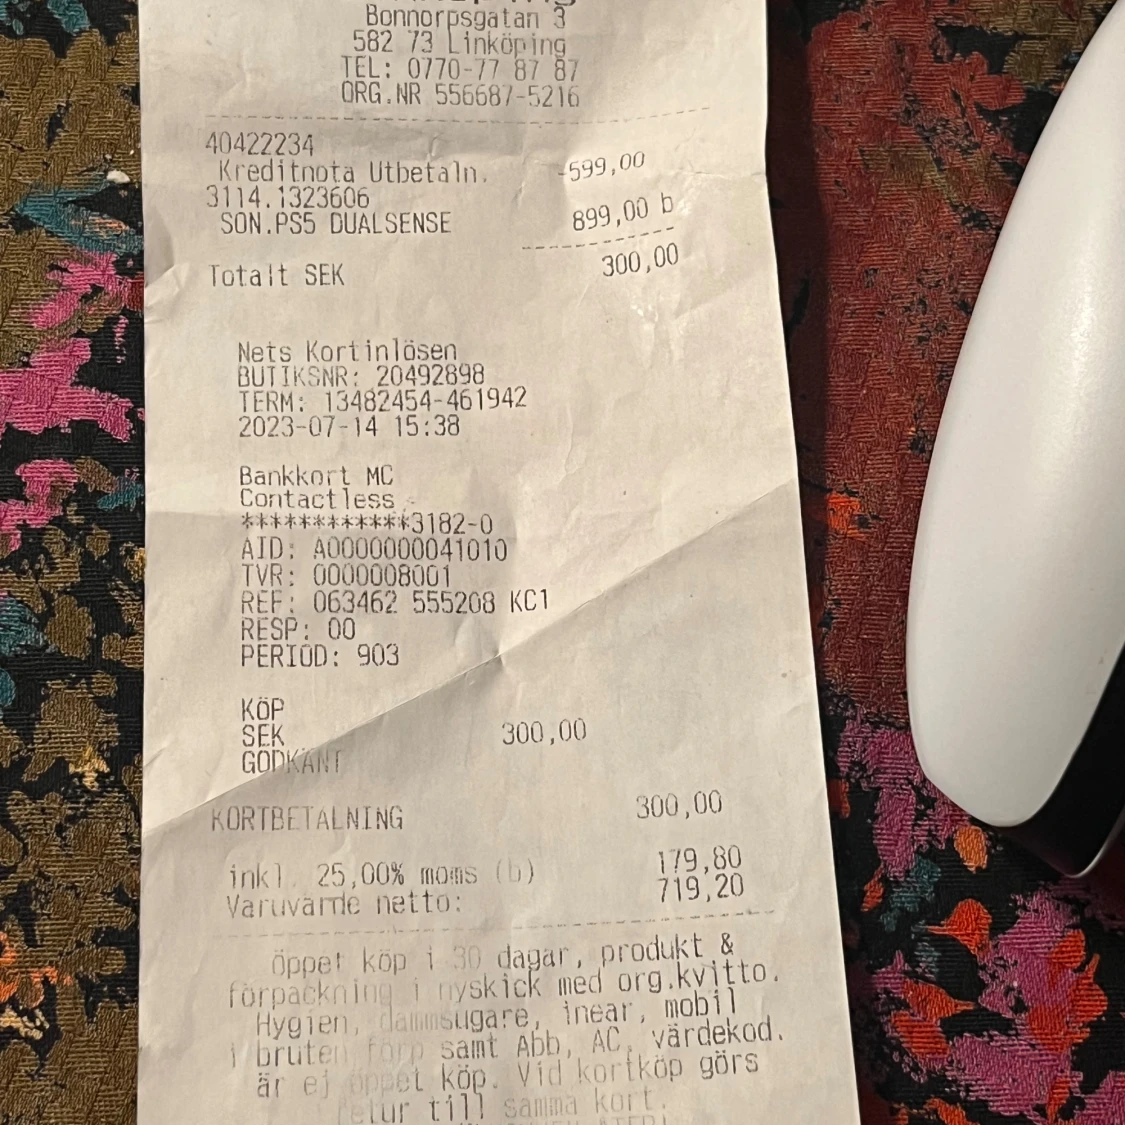 Bonnorpsgatan 3
582 73 Linköping
TEL: 0770-77 87 87
ORG.NR 556687-5216
40422234
Kreditnota Utbetaln. -599,00
3114.1323606
SON.PS5 DUALSENSE 899,00 b
Totalt SEK 300,00
Nets Kortinlösen
BUTIKSNR: 20492898
TERM: 13482454-461942
2023-07-14 15:38
Bankkort MC
Contactless
************3182-0
AID: A0000000041010
TVR: 0000008001
REF: 063462 555208 KC1
RESP: 00
PERIOD: 903
KÖP
SEK 300,00
GODKÄNT
KORTBETALNING 300,00
inkl. 25,00% moms (b) 179,80
Varuvärde netto: 719,20
öppet köp i 30 dagar, produkt &
förpackning i nyskick med org.kvitto.
Hygien, dammsugare, inear, mobil
i bruten förp samt Abb, AC, värdekod.
är ej öppet köp. Vid kortköp görs
retur till samma kort.